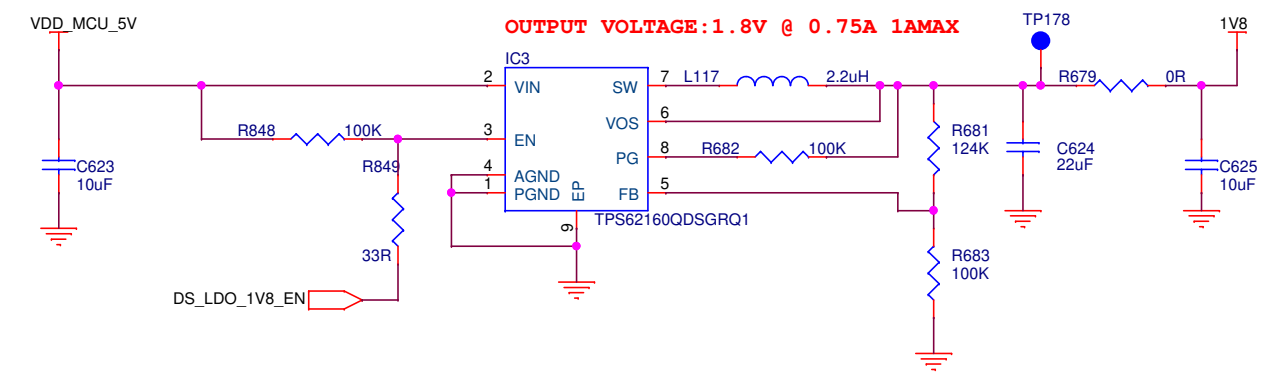 VDD_MCU_5V
OUTPUT VOLTAGE:1.8V @ 0.75A 1AMAX
TP178
1V8
IC3
2
VIN
SW
7
L117
2.2uH
R679
0R
VOS
6
R848
100K
3
EN
R681
124K
PG
8
R682
100K
C623
10uF
R849
4
AGND
1
PGND
EP
FB
5
C624
22uF
C625
10uF
9
TPS62160QDSGRQ1
33R
R683
100K
DS_LDO_1V8_EN